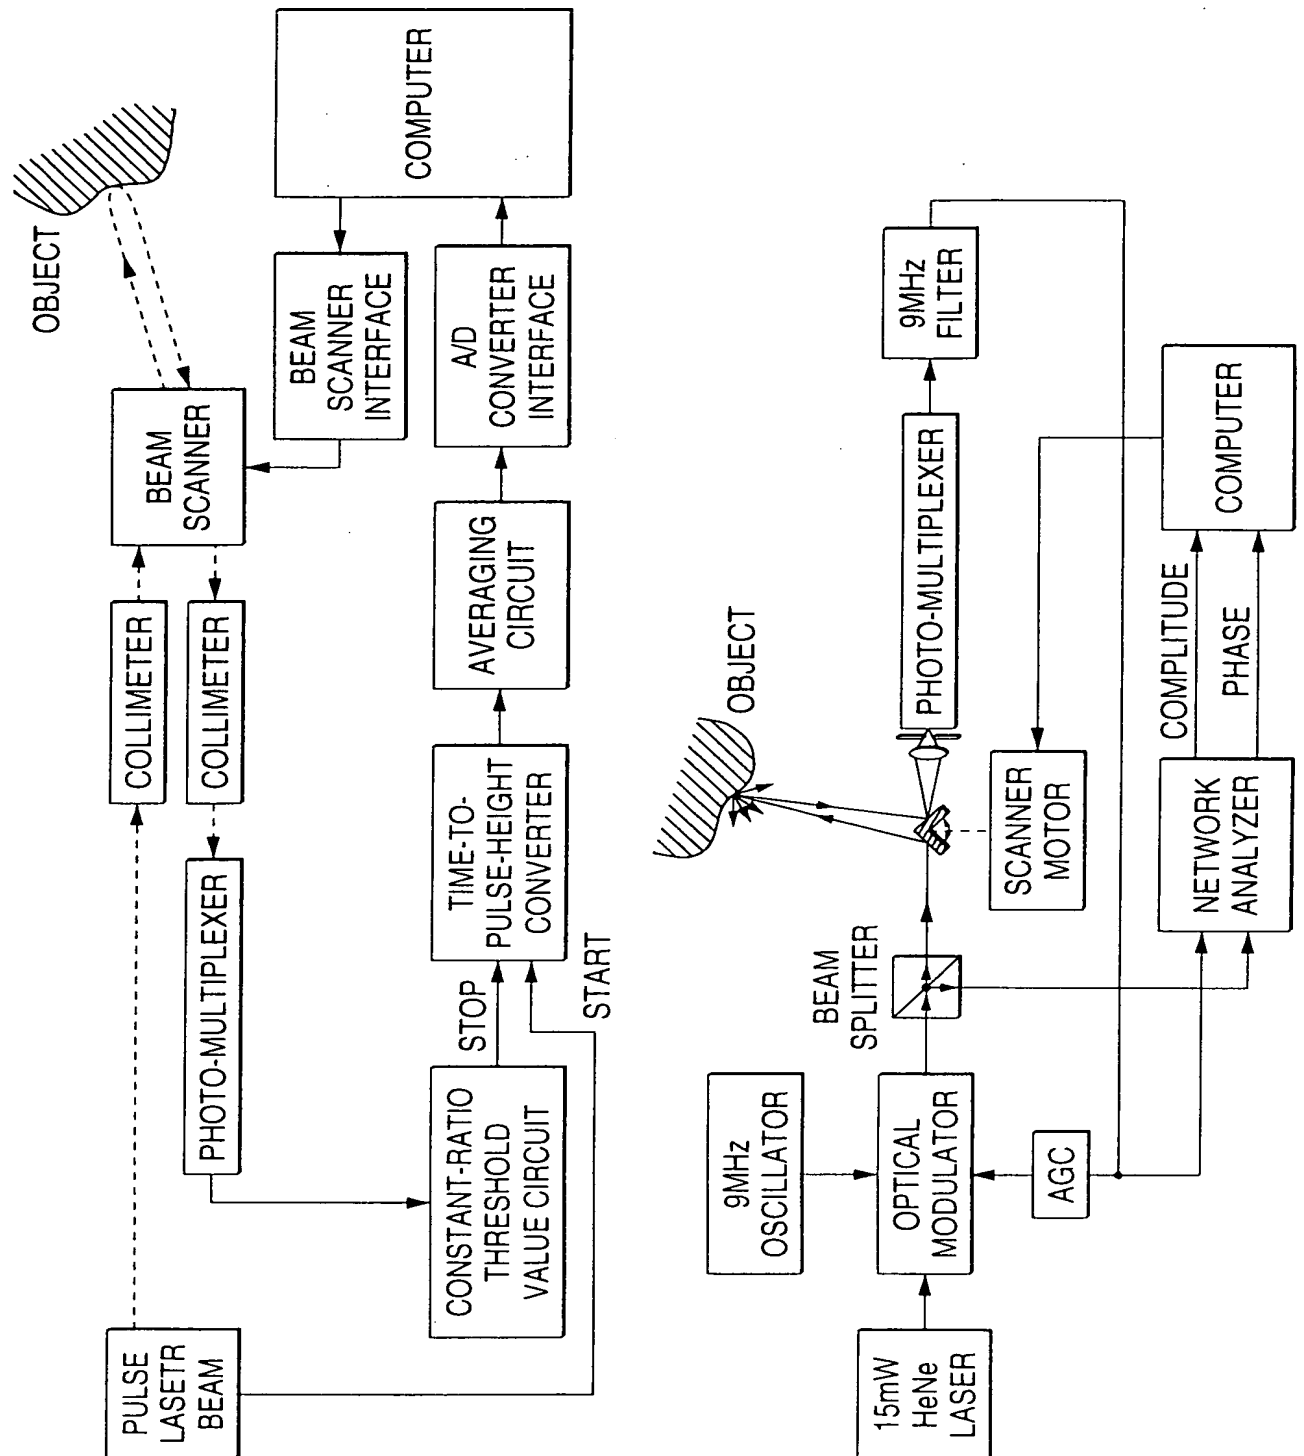 PULSE
LASETR
BEAM
COLLIMETER
COLLIMETER
BEAM
SCANNER
OBJECT
PHOTO-MULTIPLEXER
CONSTANT-RATIO
THRESHOLD
VALUE CIRCUIT
STOP
START
TIME-TO-
PULSE-HEIGHT
CONVERTER
AVERAGING
CIRCUIT
A/D
CONVERTER
INTERFACE
BEAM
SCANNER
INTERFACE
COMPUTER
15mW
HeNe
LASER
9MHz
OSCILLATOR
OPTICAL
MODULATOR
AGC
BEAM
SPLITTER
OBJECT
SCANNER
MOTOR
PHOTO-MULTIPLEXER
9MHz
FILTER
NETWORK
ANALYZER
COMPLITUDE
PHASE
COMPUTER